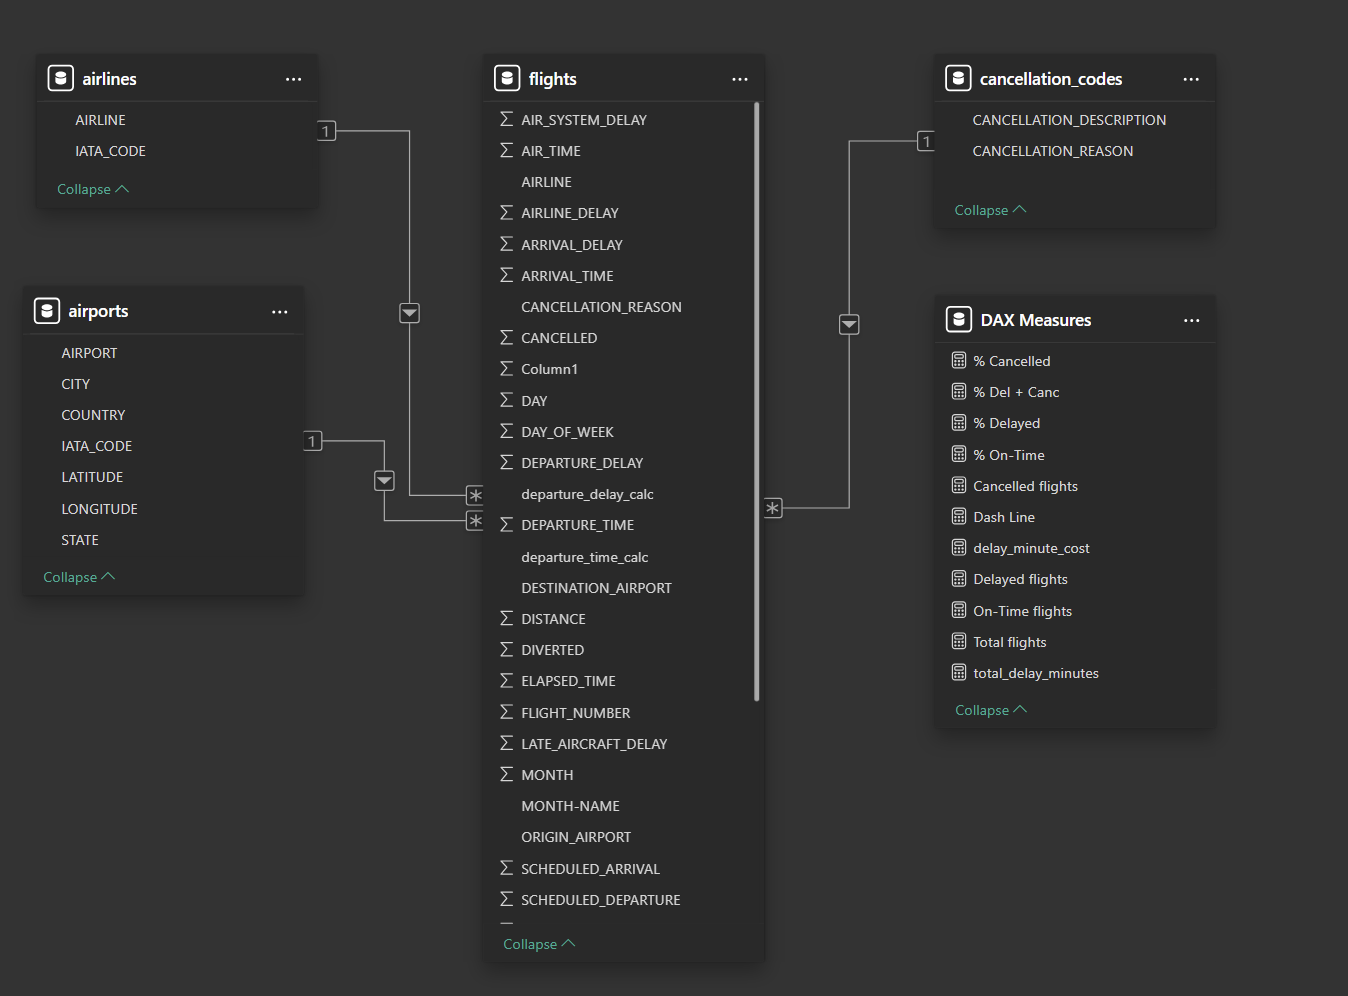 airlines
AIRLINE
IATA_CODE
Collapse
1
airports
AIRPORT
CITY
COUNTRY
IATA_CODE
LATITUDE
LONGITUDE
STATE
Collapse
1
flights
AIR_SYSTEM_DELAY
AIR_TIME
AIRLINE
AIRLINE_DELAY
ARRIVAL_DELAY
ARRIVAL_TIME
CANCELLATION_REASON
CANCELLED
Column1
DAY
DAY_OF_WEEK
DEPARTURE_DELAY
departure_delay_calc
DEPARTURE_TIME
departure_time_calc
DESTINATION_AIRPORT
DISTANCE
DIVERTED
ELAPSED_TIME
FLIGHT_NUMBER
LATE_AIRCRAFT_DELAY
MONTH
MONTH-NAME
ORIGIN_AIRPORT
SCHEDULED_ARRIVAL
SCHEDULED_DEPARTURE
Collapse
*
*
*
cancellation_codes
CANCELLATION_DESCRIPTION
CANCELLATION_REASON
Collapse
1
DAX Measures
% Cancelled
% Del + Canc
% Delayed
% On-Time
Cancelled flights
Dash Line
delay_minute_cost
Delayed flights
On-Time flights
Total flights
total_delay_minutes
Collapse